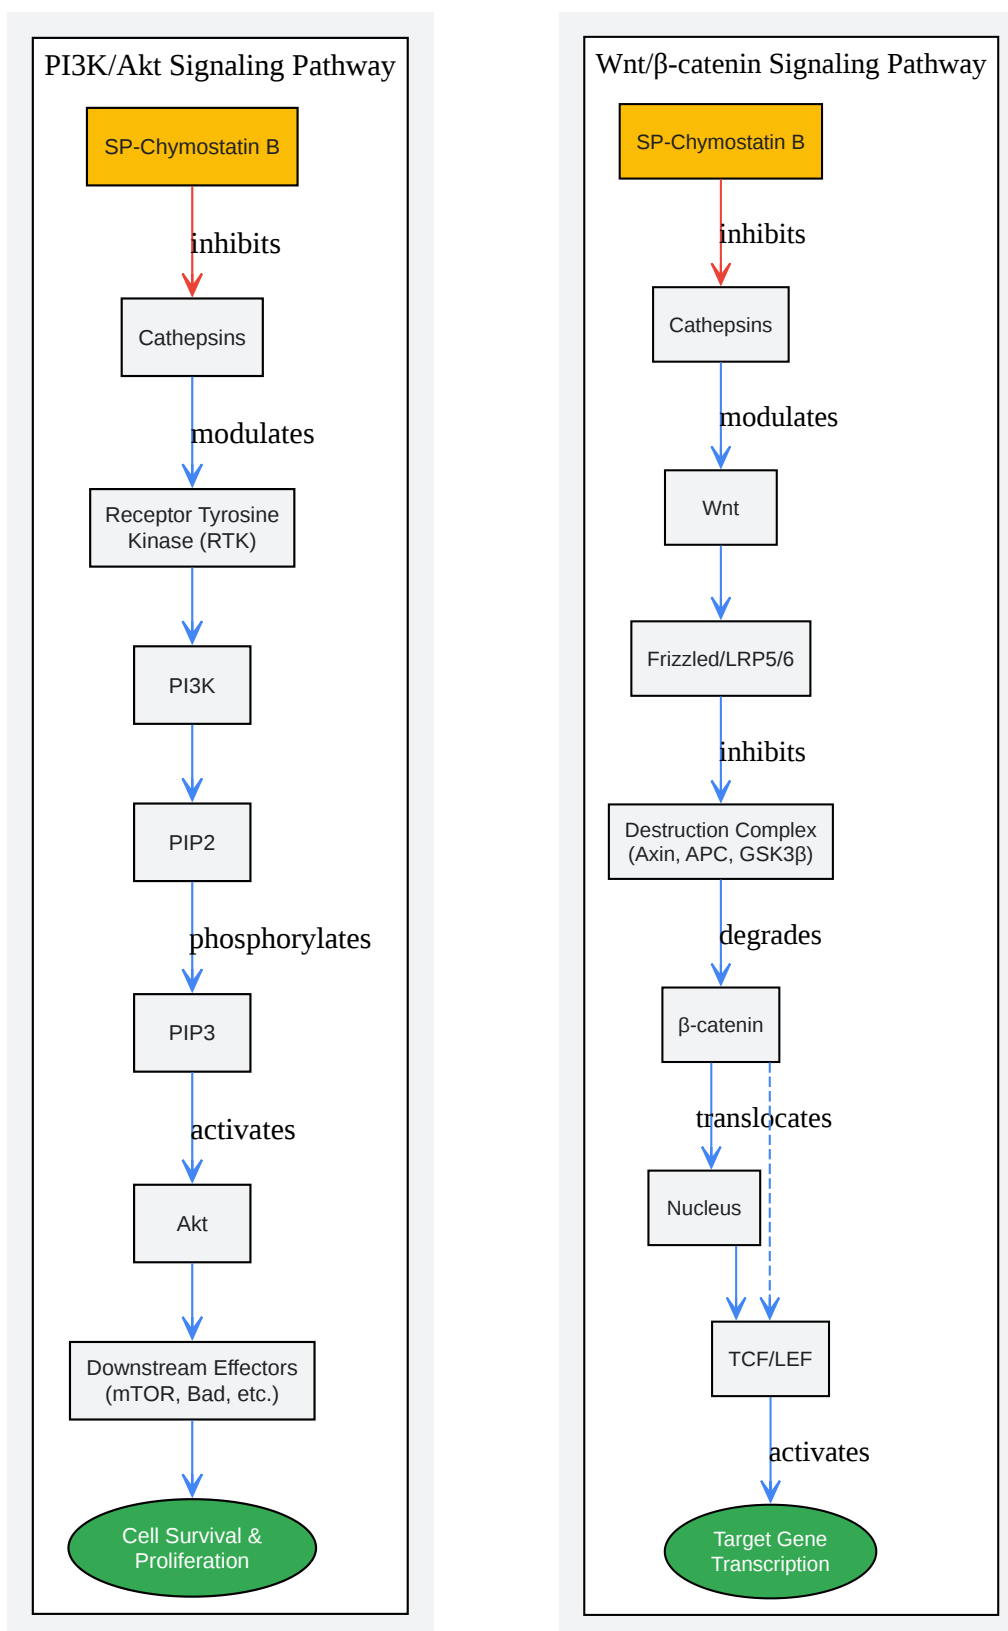 PI3K/Akt Signaling Pathway
SP-Chymostatin B
inhibits
Cathepsins
modulates
Receptor Tyrosine
Kinase (RTK)
PI3K
PIP2
phosphorylates
PIP3
activates
Akt
Downstream Effectors
(mTOR, Bad, etc.)
Cell Survival &
Proliferation
Wnt/β-catenin Signaling Pathway
SP-Chymostatin B
inhibits
Cathepsins
modulates
Wnt
Frizzled/LRP5/6
inhibits
Destruction Complex
(Axin, APC, GSK3β)
degrades
β-catenin
translocates
Nucleus
TCF/LEF
activates
Target Gene
Transcription